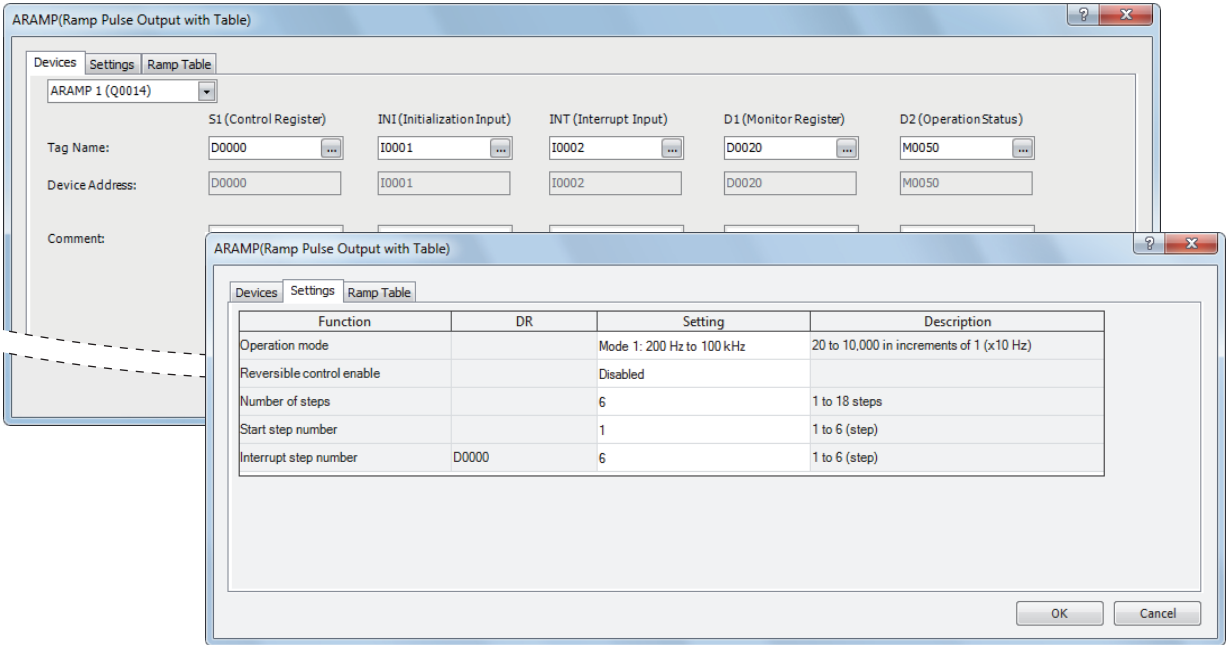 ARAMP(Ramp Pulse Output with Table)
Devices Settings Ramp Table
ARAMP 1 (Q0014)
S1 (Control Register) INI (Initialization Input) INT (Interrupt Input) D1 (Monitor Register) D2 (Operation Status)
Tag Name: D0000 ... I0001 ... I0002 ... D0020 ... M0050 ...
Device Address: D0000 I0001 I0002 D0020 M0050
Comment:
ARAMP(Ramp Pulse Output with Table)
Devices Settings Ramp Table
Function DR Setting Description
Operation mode Mode 1: 200 Hz to 100 kHz 20 to 10,000 in increments of 1 (x10 Hz)
Reversible control enable Disabled
Number of steps 6 1 to 18 steps
Start step number 1 1 to 6 (step)
Interrupt step number D0000 6 1 to 6 (step)
OK Cancel